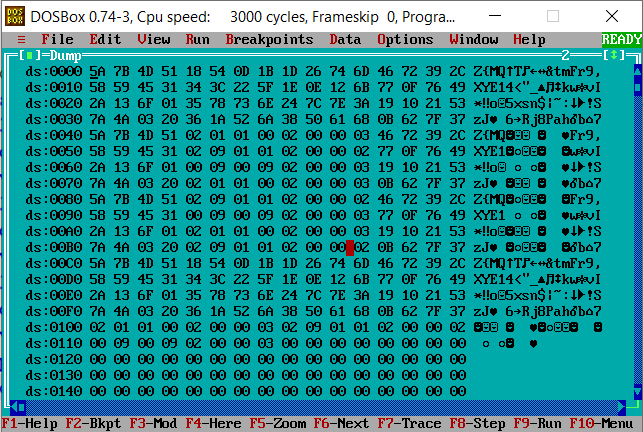 DOS BOX DOSBox 0.74-3, Cpu speed: 3000 cycles, Frameskip 0, Progra...
≡ File Edit View Run Breakpoints Data Options Window Help READY
[■]-Dump 2 [↕]
ds:0000 5A 7B 4D 51 18 54 0D 1B 1D 26 74 6D 46 72 39 2C Z{MQ↑T♪←↔&tmFr9,
ds:0010 58 59 45 31 34 3C 22 5F 1E 0E 12 6B 77 0F 76 49 XYE14<"_▲♫↕kw☼vI
ds:0020 2A 13 6F 01 35 78 73 6E 24 7C 7E 3A 19 10 21 53 *‼o☺5xsn$|~:↓►!S
ds:0030 7A 4A 03 20 36 1A 52 6A 38 50 61 68 0B 62 7F 37 zJ♥ 6→Rj8Pah♂b⌂7
ds:0040 5A 7B 4D 51 02 01 01 00 02 00 00 03 46 72 39 2C Z{MQ☻☺☺ ☻  ♥Fr9,
ds:0050 58 59 45 31 02 09 01 01 02 00 00 02 77 0F 76 49 XYE1☻○☺☺☻  ☻w☼vI
ds:0060 2A 13 6F 01 00 09 00 09 02 00 00 03 19 10 21 53 *‼o☺ ○ ○☻  ♥↓►!S
ds:0070 7A 4A 03 20 02 01 01 00 02 00 00 03 0B 62 7F 37 zJ♥ ☻☺☺ ☻  ♥♂b⌂7
ds:0080 5A 7B 4D 51 02 09 01 01 02 00 00 02 46 72 39 2C Z{MQ☻○☺☺☻  ☻Fr9,
ds:0090 58 59 45 31 00 09 00 09 02 00 00 03 77 0F 76 49 XYE1 ○ ○☻  ♥w☼vI
ds:00A0 2A 13 6F 01 02 01 01 00 02 00 00 03 19 10 21 53 *‼o☺☻☺☺ ☻  ♥↓►!S
ds:00B0 7A 4A 03 20 02 09 01 01 02 00 00 02 0B 62 7F 37 zJ♥ ☻○☺☺☻  ☻♂b⌂7
ds:00C0 5A 7B 4D 51 18 54 0D 1B 1D 26 74 6D 46 72 39 2C Z{MQ↑T♪←↔&tmFr9,
ds:00D0 58 59 45 31 34 3C 22 5F 1E 0E 12 6B 77 0F 76 49 XYE14<"_▲♫↕kw☼vI
ds:00E0 2A 13 6F 01 35 78 73 6E 24 7C 7E 3A 19 10 21 53 *‼o☺5xsn$|~:↓►!S
ds:00F0 7A 4A 03 20 36 1A 52 6A 38 50 61 68 0B 62 7F 37 zJ♥ 6→Rj8Pah♂b⌂7
ds:0100 02 01 01 00 02 00 00 03 02 09 01 01 02 00 00 02 ☻☺☺ ☻  ♥☻○☺☺☻  ☻
ds:0110 00 09 00 09 02 00 00 03 00 00 00 00 00 00 00 00  ○ ○☻  ♥
ds:0120 00 00 00 00 00 00 00 00 00 00 00 00 00 00 00 00
ds:0130 00 00 00 00 00 00 00 00 00 00 00 00 00 00 00 00
ds:0140 00 00 00 00 00 00 00 00 00 00 00 00 00 00 00 00
F1-Help F2-Bkpt F3-Mod F4-Here F5-Zoom F6-Next F7-Trace F8-Step F9-Run F10-Menu